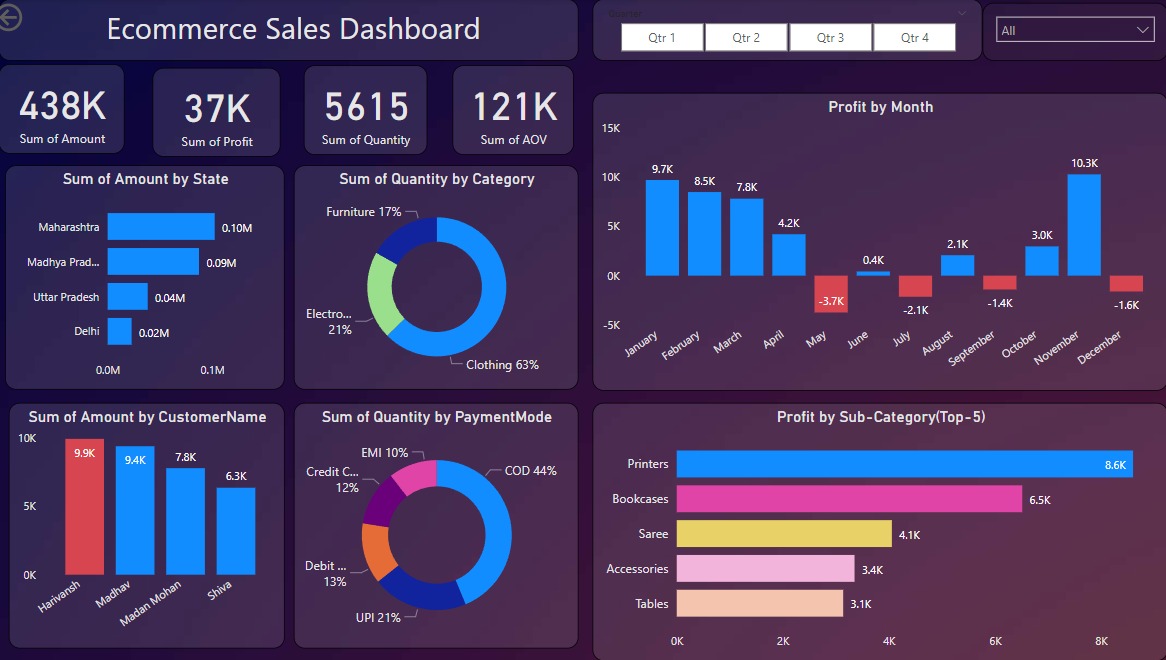 Ecommerce Sales Dashboard
Quarter
Qtr 1
Qtr 2
Qtr 3
Qtr 4
All
438K
Sum of Amount
37K
Sum of Profit
5615
Sum of Quantity
121K
Sum of AOV
Sum of Amount by State
Maharashtra
0.10M
Madhya Prad...
0.09M
Uttar Pradesh
0.04M
Delhi
0.02M
0.0M
0.1M
Sum of Quantity by Category
Furniture 17%
Electro...
21%
Clothing 63%
Profit by Month
15K
10K
5K
0K
-5K
9.7K
8.5K
7.8K
4.2K
-3.7K
0.4K
-2.1K
2.1K
-1.4K
3.0K
10.3K
-1.6K
January
February
March
April
May
June
July
August
September
October
November
December
Sum of Amount by CustomerName
10K
5K
0K
9.9K
9.4K
7.8K
6.3K
Harivansh
Madhav
Madan Mohan
Shiva
Sum of Quantity by PaymentMode
EMI 10%
COD 44%
Credit C...
12%
Debit ...
13%
UPI 21%
Profit by Sub-Category(Top-5)
Printers
8.6K
Bookcases
6.5K
Saree
4.1K
Accessories
3.4K
Tables
3.1K
0K
2K
4K
6K
8K